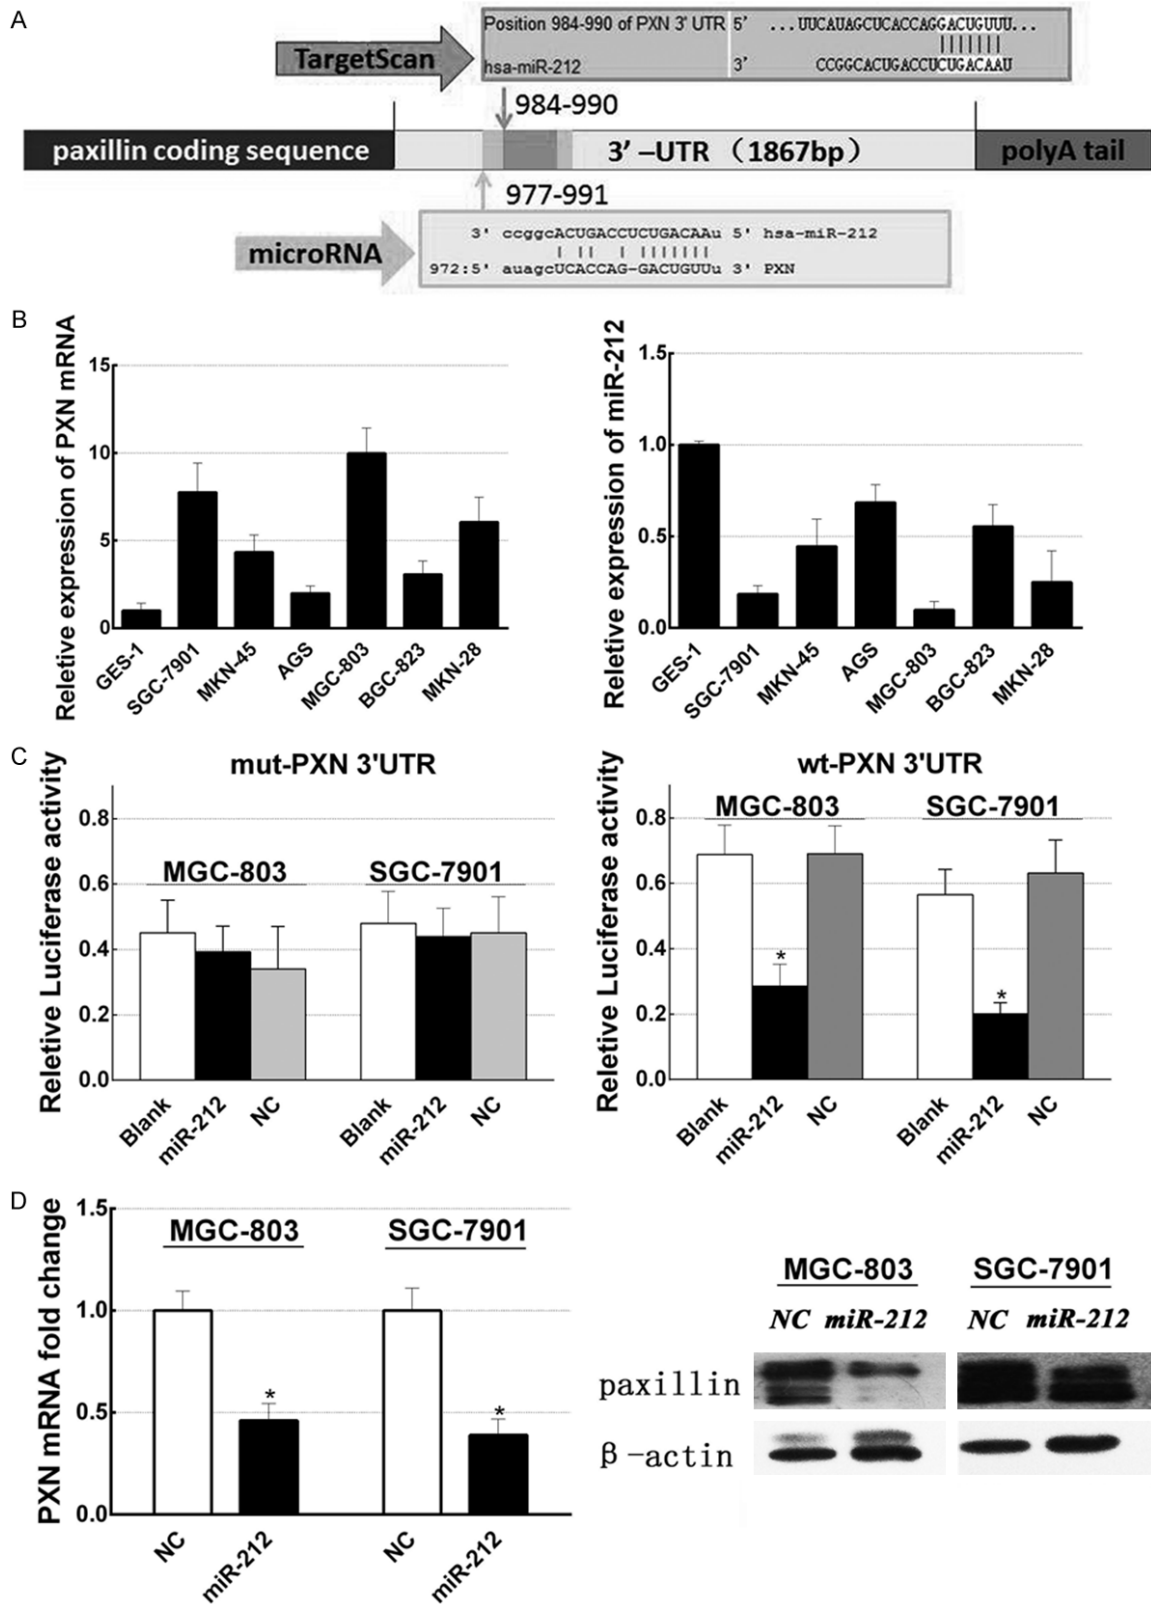 A
TargetScan
Position 984-990 of PXN 3' UTR 5' ...UUCAUAGCUCACCAGGACUGUUU...
hsa-miR-212 3' CCGGCACUGACCUCUGACAAU
984-990
paxillin coding sequence 3’ –UTR（1867bp） polyA tail
977-991
microRNA
3' ccggcACUGACCUCUGACAAu 5' hsa-miR-212
972:5' auagcUCACCAG-GACUGUUu 3' PXN
B
Reletive expression of PXN mRNA
15
10
5
0
GES-1 SGC-7901 MKN-45 AGS MGC-803 BGC-823 MKN-28
Reletive expression of miR-212
1.5
1.0
0.5
0.0
GES-1 SGC-7901 MKN-45 AGS MGC-803 BGC-823 MKN-28
C
mut-PXN 3'UTR
Reletive Luciferase activity
0.8
0.6
0.4
0.2
0.0
MGC-803 SGC-7901
Blank miR-212 NC Blank miR-212 NC
wt-PXN 3'UTR
Reletive Luciferase activity
0.8
0.6
0.4
0.2
0.0
MGC-803 SGC-7901
* *
Blank miR-212 NC Blank miR-212 NC
D
PXN mRNA fold change
1.5
1.0
0.5
0.0
MGC-803 SGC-7901
* *
NC miR-212 NC miR-212
MGC-803 SGC-7901
NC miR-212 NC miR-212
paxillin
β-actin